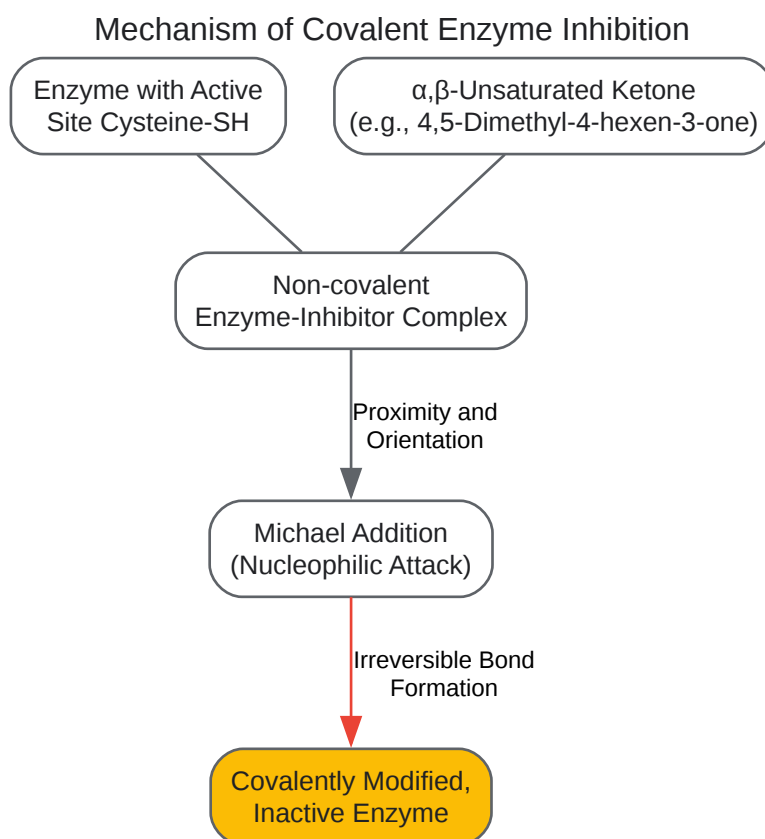 Mechanism of Covalent Enzyme Inhibition
Enzyme with Active
Site Cysteine-SH
α,β-Unsaturated Ketone
(e.g., 4,5-Dimethyl-4-hexen-3-one)
Non-covalent
Enzyme-Inhibitor Complex
Proximity and
Orientation
Michael Addition
(Nucleophilic Attack)
Irreversible Bond
Formation
Covalently Modified,
Inactive Enzyme